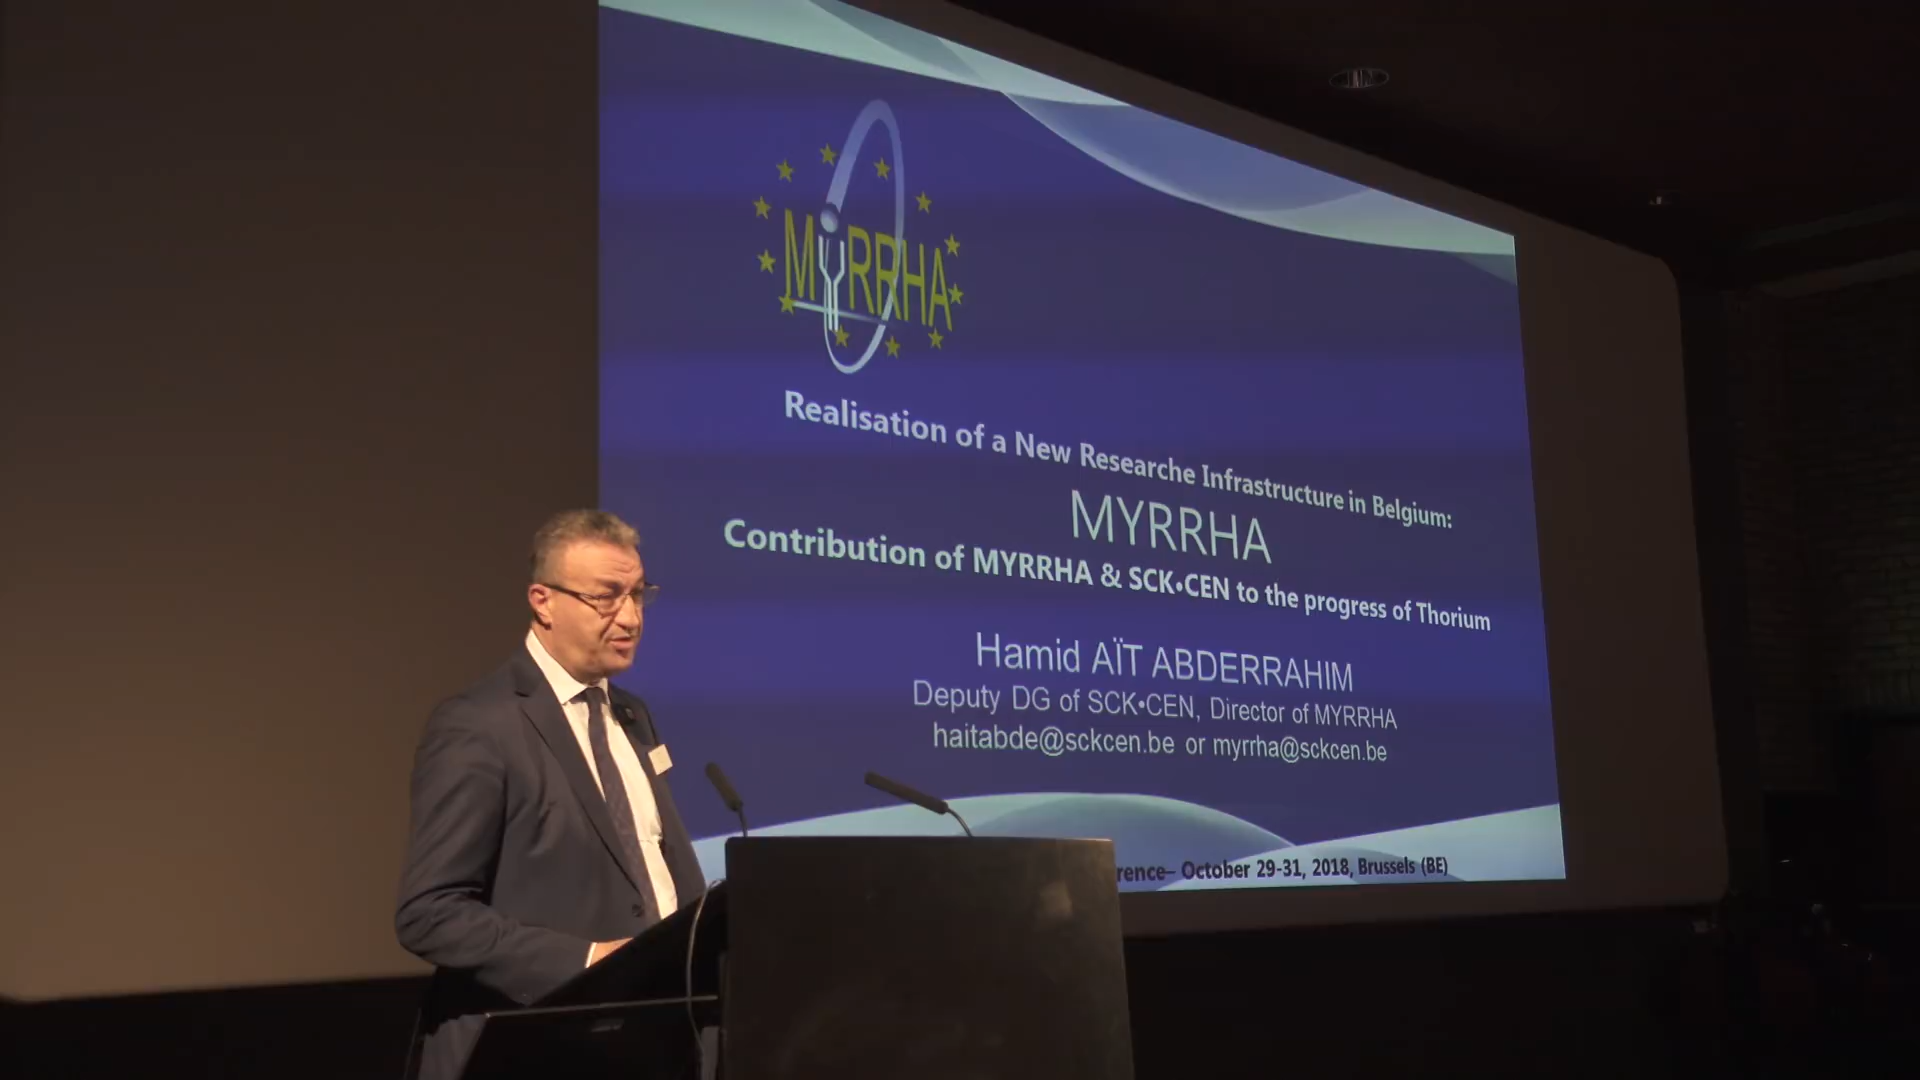 MYRRHA
Realisation of a New Researche Infrastructure in Belgium:
MYRRHA
Contribution of MYRRHA & SCK•CEN to the progress of Thorium
Hamid AÏT ABDERRAHIM
Deputy DG of SCK•CEN, Director of MYRRHA
haitabde@sckcen.be or myrrha@sckcen.be
rence– October 29-31, 2018, Brussels (BE)